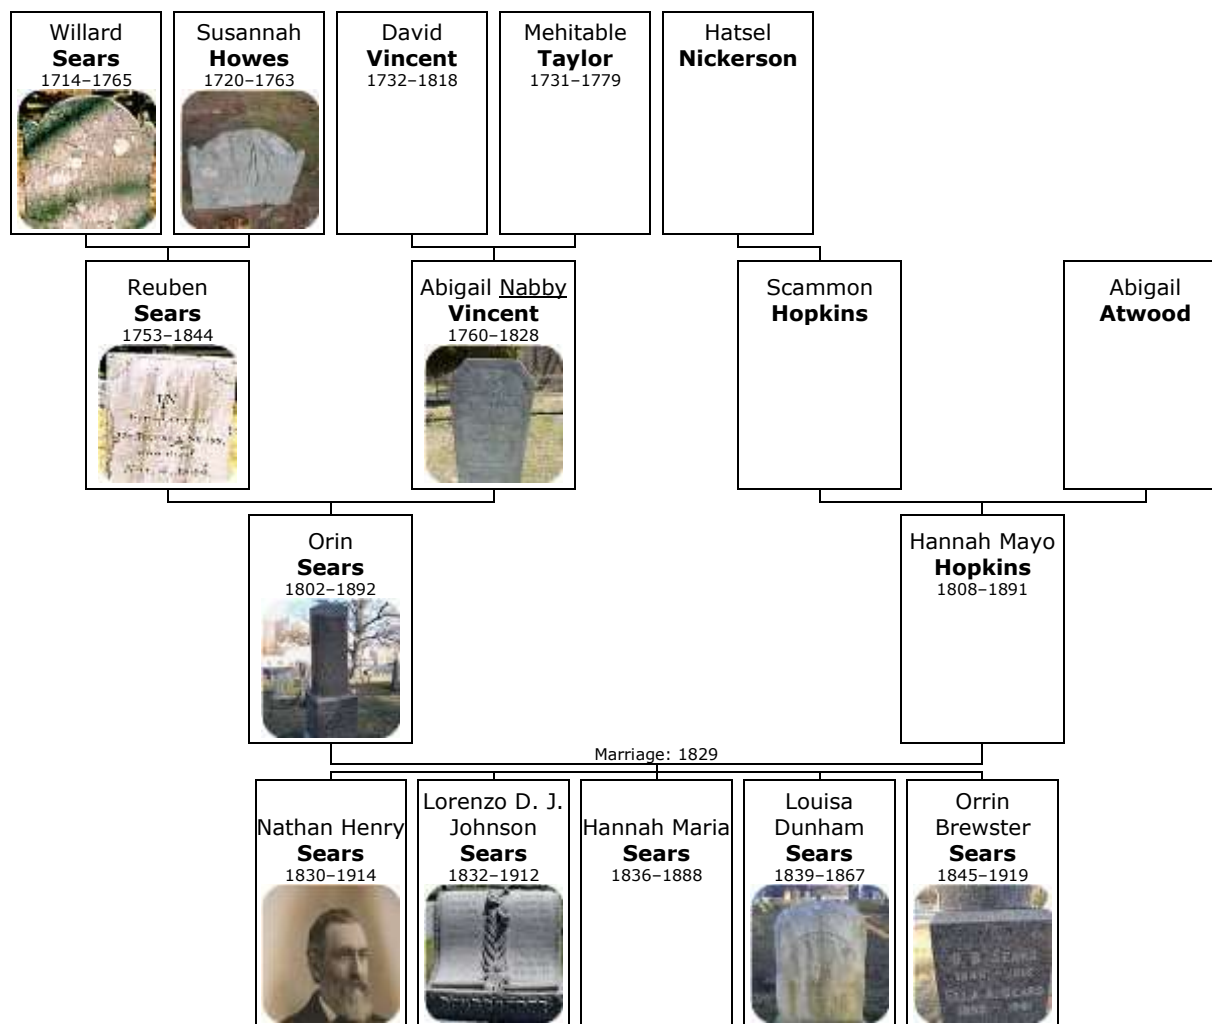 Willard
Sears
1714–1765
Susannah
Howes
1720–1763
David
Vincent
1732–1818
Mehitable
Taylor
1731–1779
Hatsel
Nickerson
Reuben
Sears
1753–1844
Abigail Nabby
Vincent
1760–1828
Scammon
Hopkins
Abigail
Atwood
Orin
Sears
1802–1892
Hannah Mayo
Hopkins
1808–1891
Marriage: 1829
Nathan Henry
Sears
1830–1914
Lorenzo D. J.
Johnson
Sears
1832–1912
Hannah Maria
Sears
1836–1888
Louisa
Dunham
Sears
1839–1867
Orrin
Brewster
Sears
1845–1919